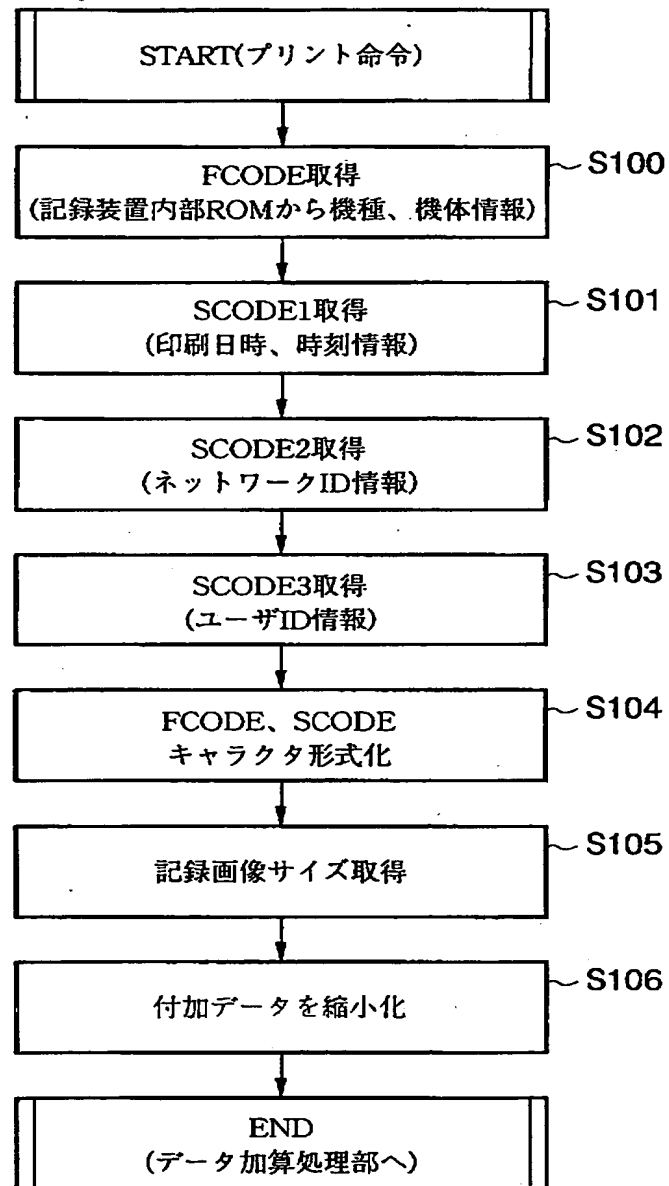 START(プリント命令)
FCODE取得
(記録装置内部ROMから機種、機体情報)
S100
SCODE1取得
(印刷日時、時刻情報)
S101
SCODE2取得
(ネットワークID情報)
S102
SCODE3取得
(ユーザID情報)
S103
FCODE、SCODE
キャラクタ形式化
S104
記録画像サイズ取得
S105
付加データを縮小化
S106
END
(データ加算処理部へ)